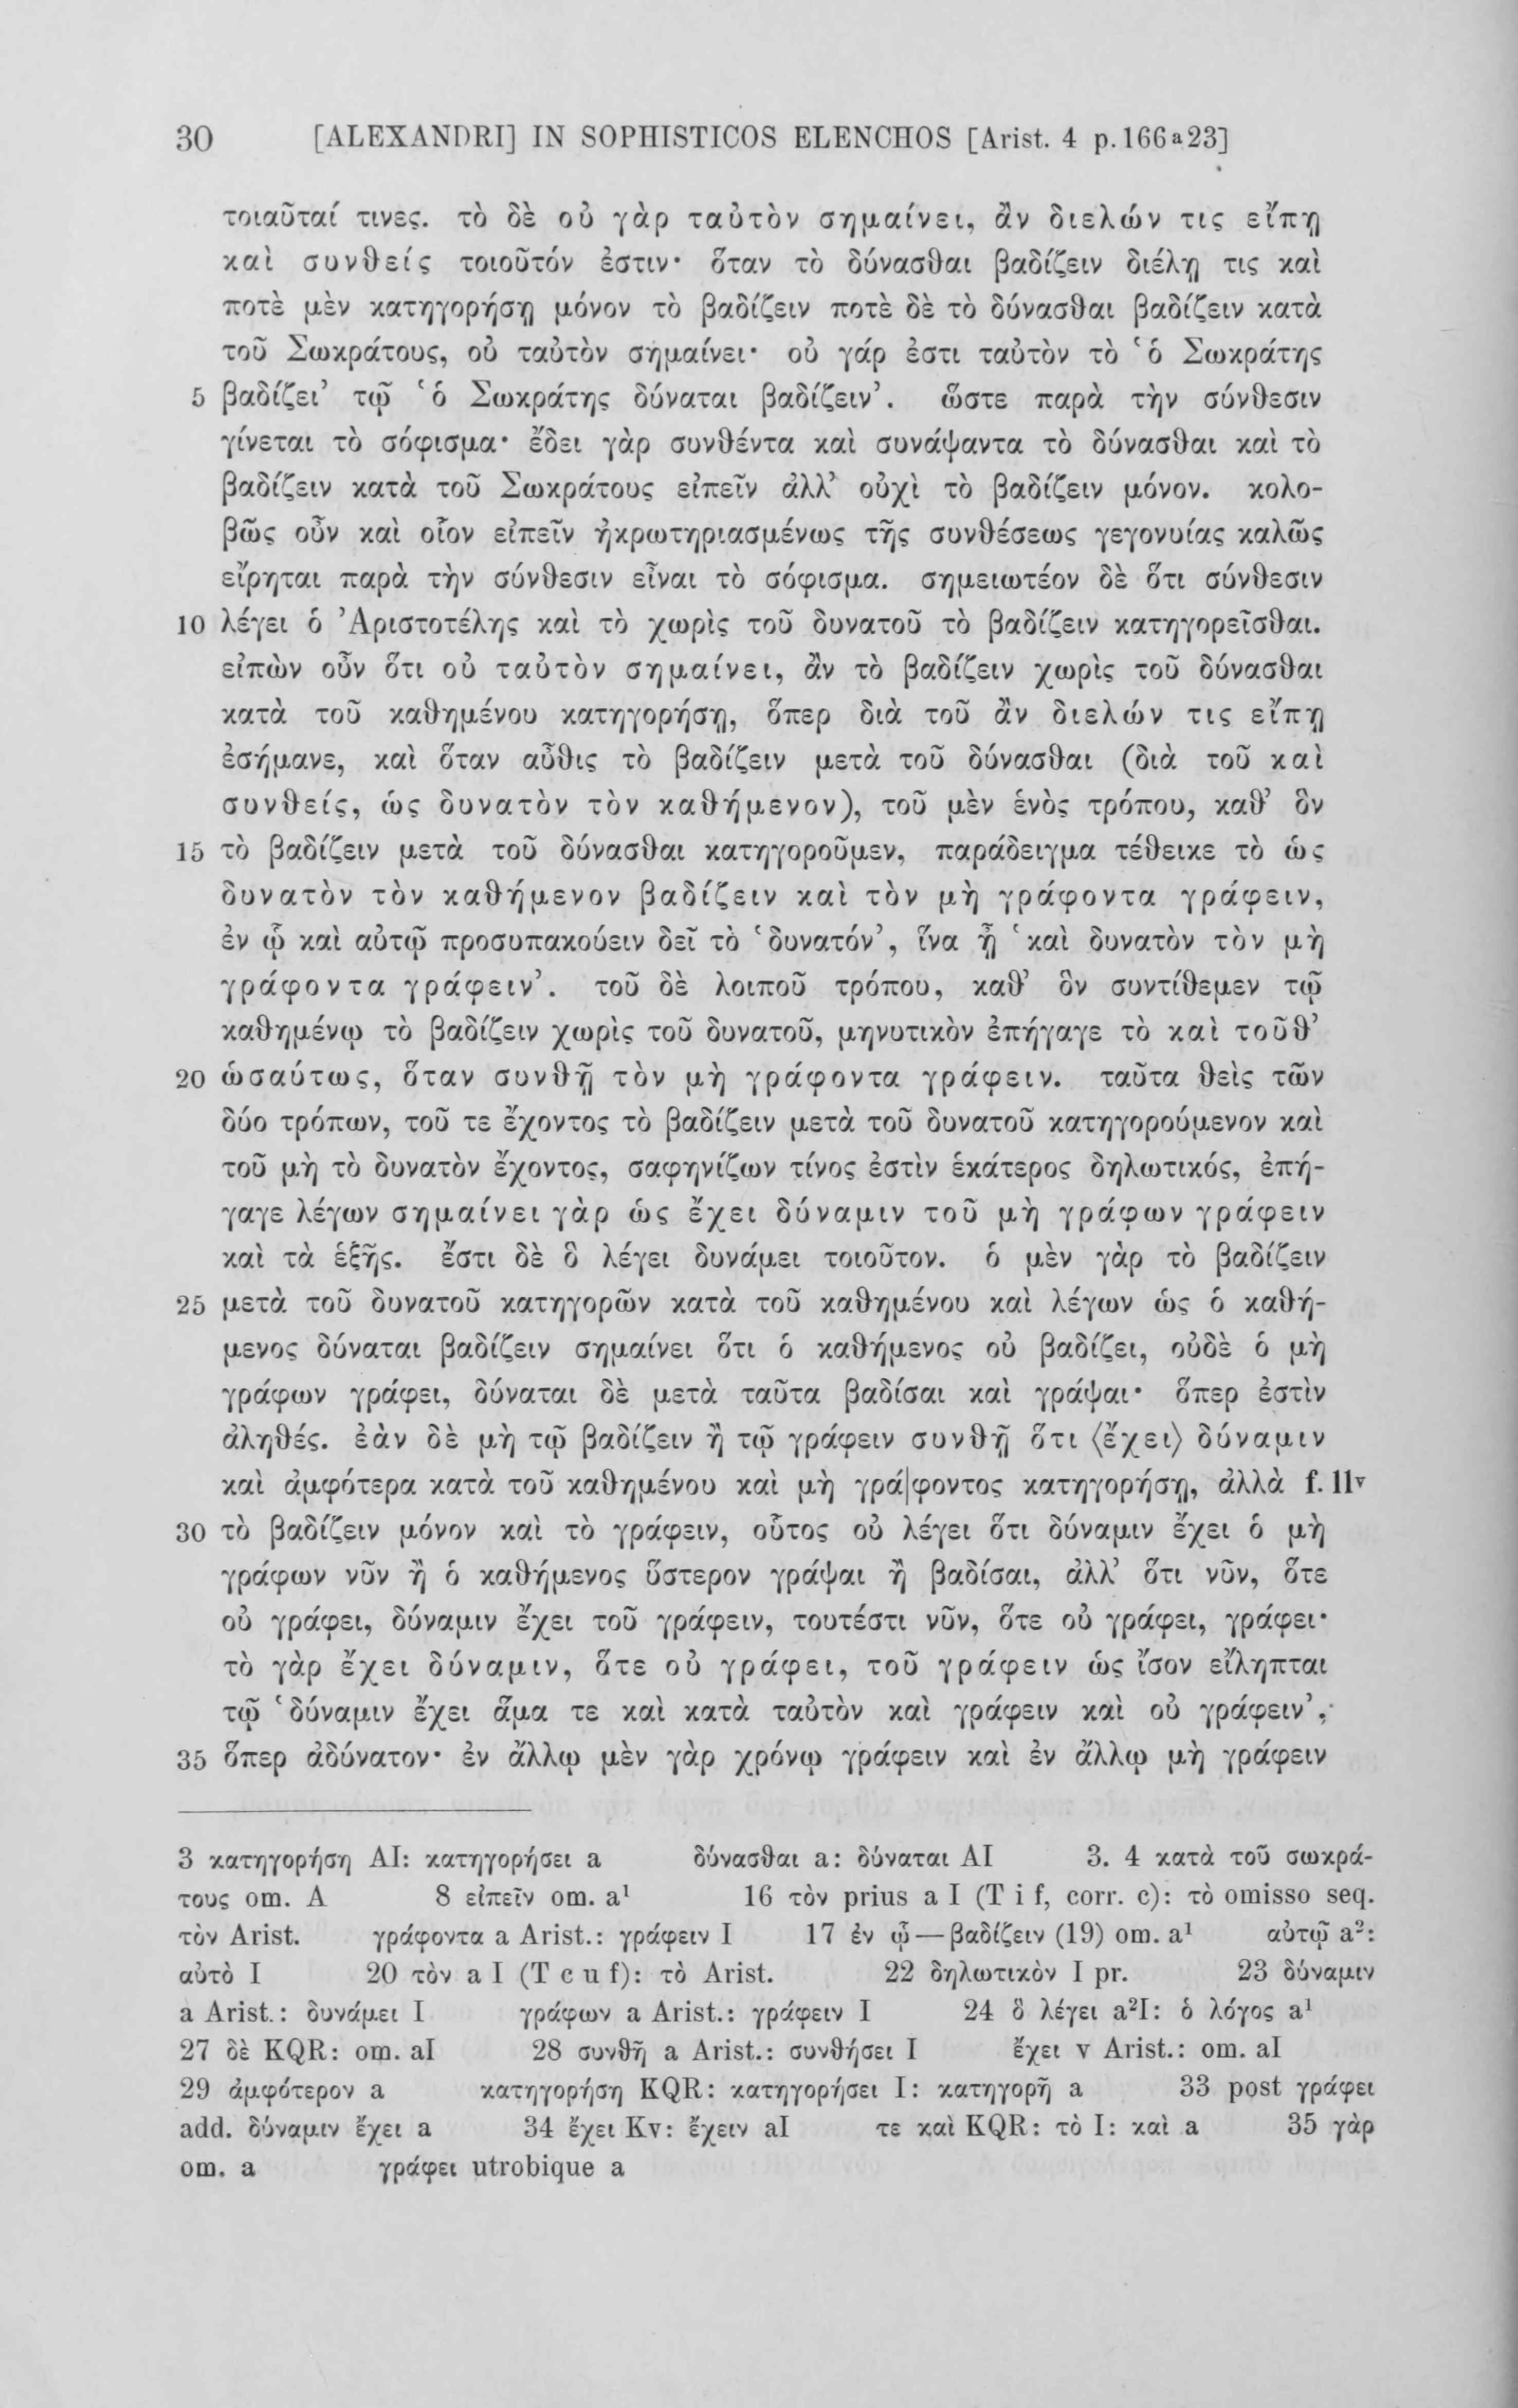 30 [ALEXANDRI] IN SOPHISTICOS ELENCHOS [Arist. 4 p. 166ª23]
τοιαῦταί τινες. τὸ δὲ οὐ γὰρ ταὐτὸν σημαίνει, ἂν διελών τις εἴπῃ
καὶ συνθείς τοιοῦτόν ἐστιν· ὅταν τὸ δύνασθαι βαδίζειν διέλῃ τις καὶ
ποτὲ μὲν κατηγορήσῃ μόνον τὸ βαδίζειν ποτὲ δὲ τὸ δύνασθαι βαδίζειν κατὰ
τοῦ Σωκράτους, οὐ ταὐτὸν σημαίνει· οὐ γάρ ἐστι ταὐτὸν τὸ ‘ὁ Σωκράτης
5 βαδίζει’ τῷ ‘ὁ Σωκράτης δύναται βαδίζειν’. ὥστε παρὰ τὴν σύνθεσιν
γίνεται τὸ σόφισμα· ἔδει γὰρ συνθέντα καὶ συνάψαντα τὸ δύνασθαι καὶ τὸ
βαδίζειν κατὰ τοῦ Σωκράτους εἰπεῖν ἀλλ’ οὐχὶ τὸ βαδίζειν μόνον. κολο-
βῶς οὖν καὶ οἷον εἰπεῖν ἠκρωτηριασμένως τῆς συνθέσεως γεγονυίας καλῶς
εἴρηται παρὰ τὴν σύνθεσιν εἶναι τὸ σόφισμα. σημειωτέον δὲ ὅτι σύνθεσιν
10 λέγει ὁ Ἀριστοτέλης καὶ τὸ χωρὶς τοῦ δυνατοῦ τὸ βαδίζειν κατηγορεῖσθαι.
εἰπὼν οὖν ὅτι οὐ ταὐτὸν σημαίνει, ἂν τὸ βαδίζειν χωρὶς τοῦ δύνασθαι
κατὰ τοῦ καθημένου κατηγορήσῃ, ὅπερ διὰ τοῦ ἂν διελών τις εἴπῃ
ἐσήμανε, καὶ ὅταν αὖθις τὸ βαδίζειν μετὰ τοῦ δύνασθαι (διὰ τοῦ καὶ
συνθείς, ὡς δυνατὸν τὸν καθήμενον), τοῦ μὲν ἑνὸς τρόπου, καθ’ ὃν
15 τὸ βαδίζειν μετὰ τοῦ δύνασθαι κατηγοροῦμεν, παράδειγμα τέθεικε τὸ ὡς
δυνατὸν τὸν καθήμενον βαδίζειν καὶ τὸν μὴ γράφοντα γράφειν,
ἐν ᾧ καὶ αὐτῷ προσυπακούειν δεῖ τὸ ‘δυνατόν’, ἵνα ᾖ ‘καὶ δυνατὸν τὸν μὴ
γράφοντα γράφειν’. τοῦ δὲ λοιποῦ τρόπου, καθ’ ὃν συντίθεμεν τῷ
καθημένῳ τὸ βαδίζειν χωρὶς τοῦ δυνατοῦ, μηνυτικὸν ἐπήγαγε τὸ καὶ τοῦθ’
20 ὡσαύτως, ὅταν συνθῇ τὸν μὴ γράφοντα γράφειν. ταῦτα θεὶς τῶν
δύο τρόπων, τοῦ τε ἔχοντος τὸ βαδίζειν μετὰ τοῦ δυνατοῦ κατηγορούμενον καὶ
τοῦ μὴ τὸ δυνατὸν ἔχοντος, σαφηνίζων τίνος ἐστὶν ἑκάτερος δηλωτικός, ἐπή-
γαγε λέγων σημαίνει γὰρ ὡς ἔχει δύναμιν τοῦ μὴ γράφων γράφειν
καὶ τὰ ἑξῆς. ἔστι δὲ ὃ λέγει δυνάμει τοιοῦτον. ὁ μὲν γὰρ τὸ βαδίζειν
25 μετὰ τοῦ δυνατοῦ κατηγορῶν κατὰ τοῦ καθημένου καὶ λέγων ὡς ὁ καθή-
μενος δύναται βαδίζειν σημαίνει ὅτι ὁ καθήμενος οὐ βαδίζει, οὐδὲ ὁ μὴ
γράφων γράφει, δύναται δὲ μετὰ ταῦτα βαδίσαι καὶ γράψαι· ὅπερ ἐστὶν
ἀληθές. ἐὰν δὲ μὴ τῷ βαδίζειν ἢ τῷ γράφειν συνθῇ ὅτι ⟨ἔχει⟩ δύναμιν
καὶ ἀμφότερα κατὰ τοῦ καθημένου καὶ μὴ γρά|φοντος κατηγορήσῃ, ἀλλὰ f. 11v
30 τὸ βαδίζειν μόνον καὶ τὸ γράφειν, οὗτος οὐ λέγει ὅτι δύναμιν ἔχει ὁ μὴ
γράφων νῦν ἢ ὁ καθήμενος ὕστερον γράψαι ἢ βαδίσαι, ἀλλ’ ὅτι νῦν, ὅτε
οὐ γράφει, δύναμιν ἔχει τοῦ γράφειν, τουτέστι νῦν, ὅτε οὐ γράφει, γράφει·
τὸ γὰρ ἔχει δύναμιν, ὅτε οὐ γράφει, τοῦ γράφειν ὡς ἴσον εἴληπται
τῷ ‘δύναμιν ἔχει ἅμα τε καὶ κατὰ ταὐτὸν καὶ γράφειν καὶ οὐ γράφειν’,
35 ὅπερ ἀδύνατον· ἐν ἄλλῳ μὲν γὰρ χρόνῳ γράφειν καὶ ἐν ἄλλῳ μὴ γράφειν
3 κατηγορήσῃ AI: κατηγορήσει a δύνασθαι a: δύναται AI 3. 4 κατὰ τοῦ σωκρά-
τους om. A 8 εἰπεῖν om. a¹ 16 τὸν prius a I (T i f, corr. c): τὸ omisso seq.
τὸν Arist. γράφοντα a Arist.: γράφειν I 17 ἐν ᾧ—βαδίζειν (19) om. a¹ αὐτῷ a²:
αὐτὸ I 20 τὸν a I (T c u f): τὸ Arist. 22 δηλωτικὸν I pr. 23 δύναμιν
a Arist.: δυνάμει I γράφων a Arist.: γράφειν I 24 ὃ λέγει a²I: ὁ λόγος a¹
27 δὲ KQR: om. aI 28 συνθῇ a Arist.: συνθήσει I ἔχει v Arist.: om. aI
29 ἀμφότερον a κατηγορήσῃ KQR: κατηγορήσει I: κατηγορῇ a 33 post γράφει
add. δύναμιν ἔχει a 34 ἔχει Kv: ἔχειν aI τε καὶ KQR: τὸ I: καὶ a 35 γὰρ
om. a γράφει utrobique a